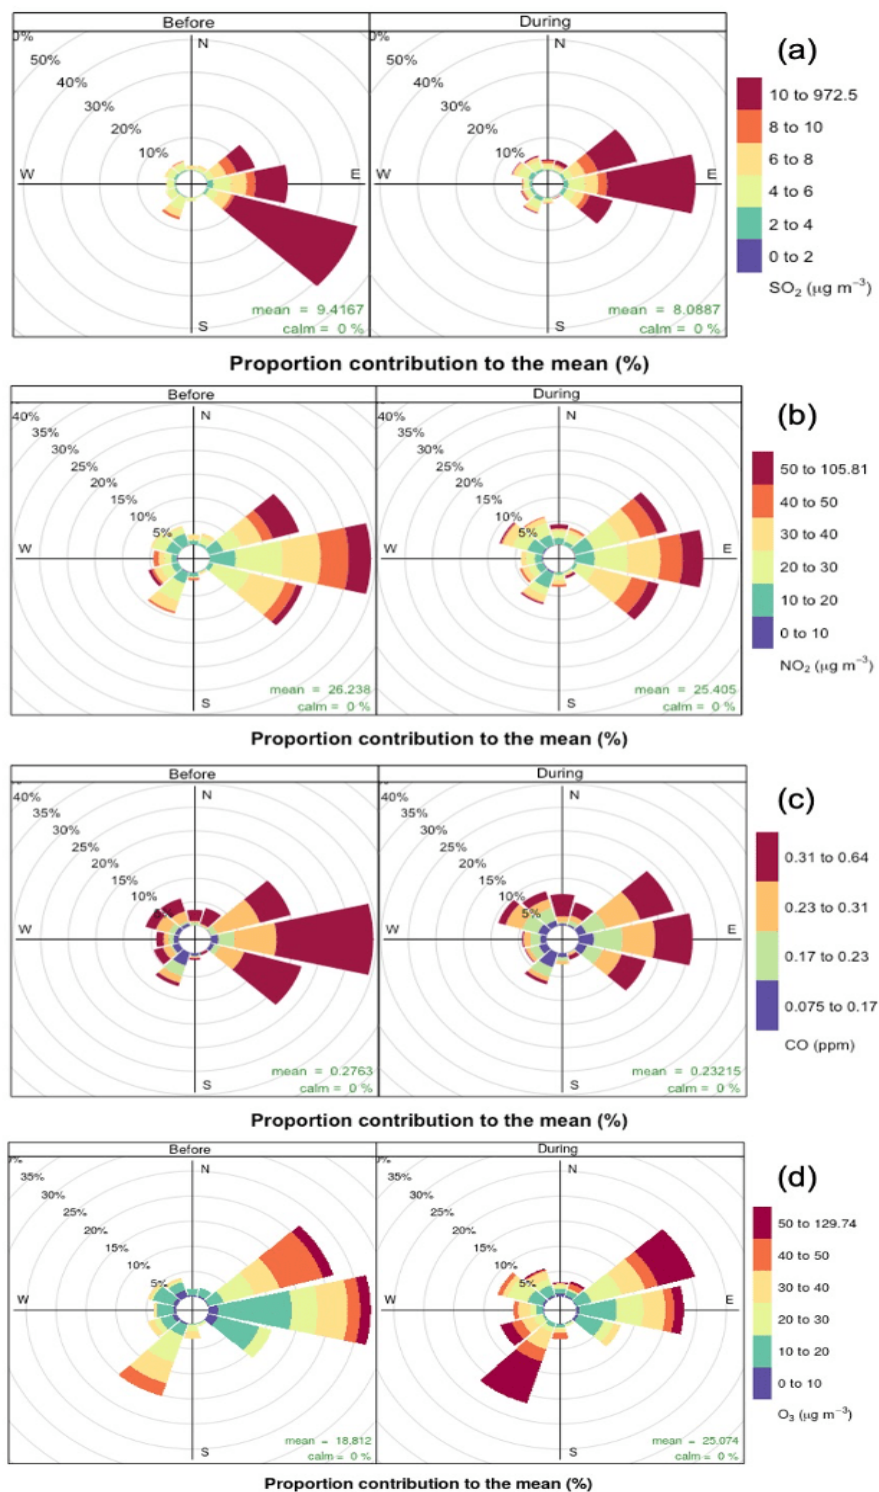 Before During
(a)
0%
50%
40%
30%
20%
10%
N
W
S
mean = 9.4167
calm = 0 %
N
E
S
mean = 8.0887
calm = 0 %
10 to 972.5
8 to 10
6 to 8
4 to 6
2 to 4
0 to 2
SO₂ (μg m⁻³)
Proportion contribution to the mean (%)
Before During
(b)
40%
35%
30%
25%
20%
15%
10%
5%
N
W
S
mean = 26.238
calm = 0 %
40%
35%
30%
25%
20%
15%
10%
5%
N
W
E
S
mean = 25.405
calm = 0 %
50 to 105.81
40 to 50
30 to 40
20 to 30
10 to 20
0 to 10
NO₂ (μg m⁻³)
Proportion contribution to the mean (%)
Before During
(c)
40%
35%
30%
25%
20%
15%
10%
5%
N
W
S
mean = 0.2763
calm = 0 %
40%
35%
30%
25%
20%
15%
10%
5%
N
W
E
S
mean = 0.23215
calm = 0 %
0.31 to 0.64
0.23 to 0.31
0.17 to 0.23
0.075 to 0.17
CO (ppm)
Proportion contribution to the mean (%)
Before During
(d)
35%
30%
25%
20%
15%
10%
5%
N
W
S
mean = 18.812
calm = 0 %
35%
30%
25%
20%
15%
10%
5%
N
W
E
S
mean = 25.074
calm = 0 %
50 to 129.74
40 to 50
30 to 40
20 to 30
10 to 20
0 to 10
O₃ (μg m⁻³)
Proportion contribution to the mean (%)